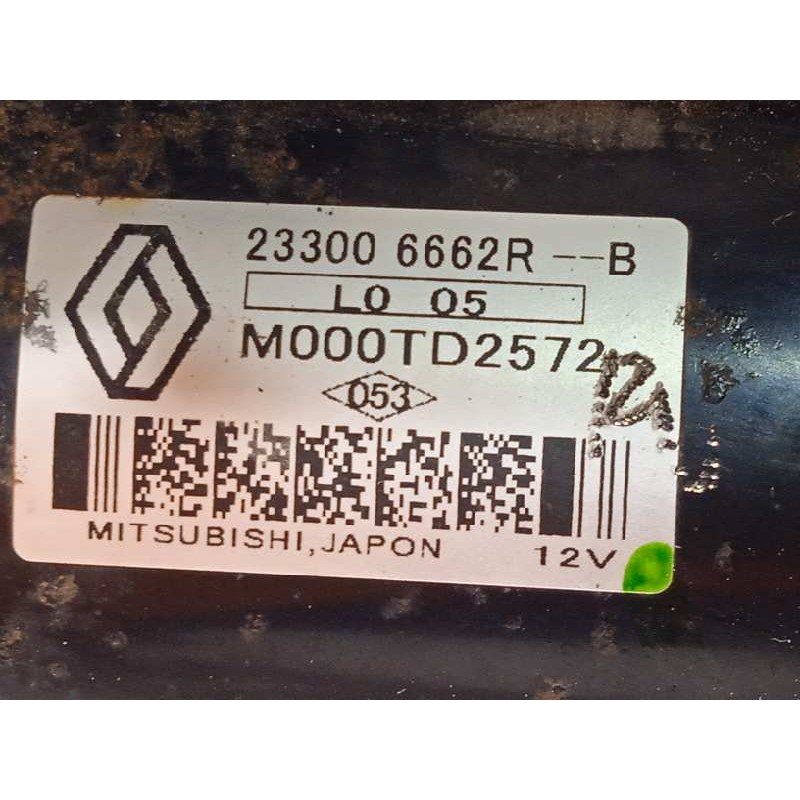 23300 6662R --B
L0 05
M000TD2572
053
MITSUBISHI, JAPON
12V